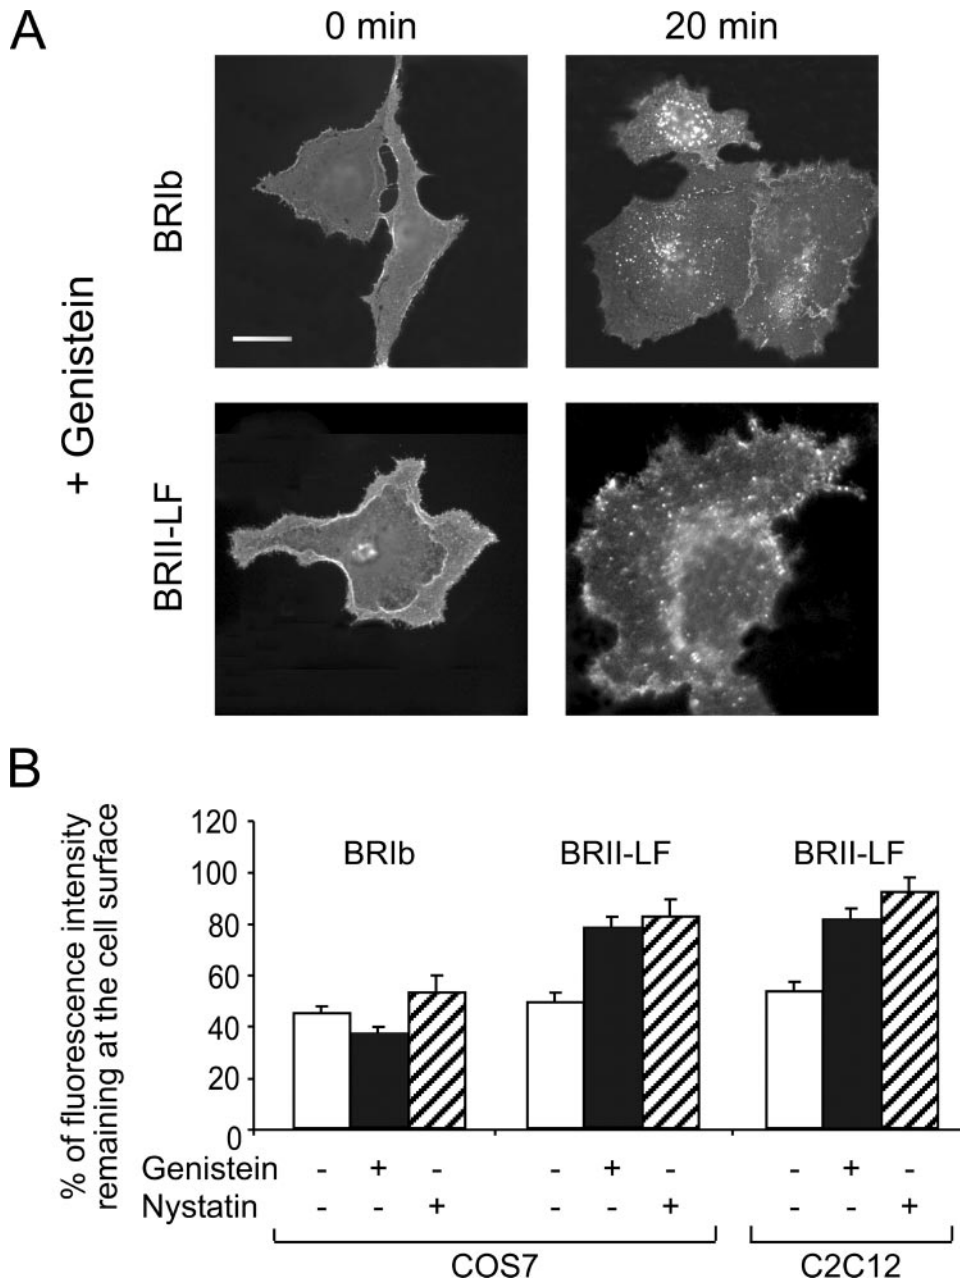 A
0 min
20 min
+ Genistein
BRIb
BRII-LF
B
% of fluorescence intensity
remaining at the cell surface
120
100
80
60
40
20
0
BRIb
BRII-LF
BRII-LF
Genistein - + - - + - - + -
Nystatin - - + - - + - - +
COS7
C2C12